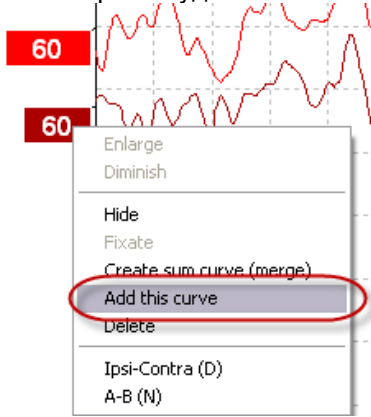 60
60
Enlarge
Diminish
Hide
Fixate
Create sum curve (merge)
Add this curve
Delete
Ipsi-Contra (D)
A-B (N)